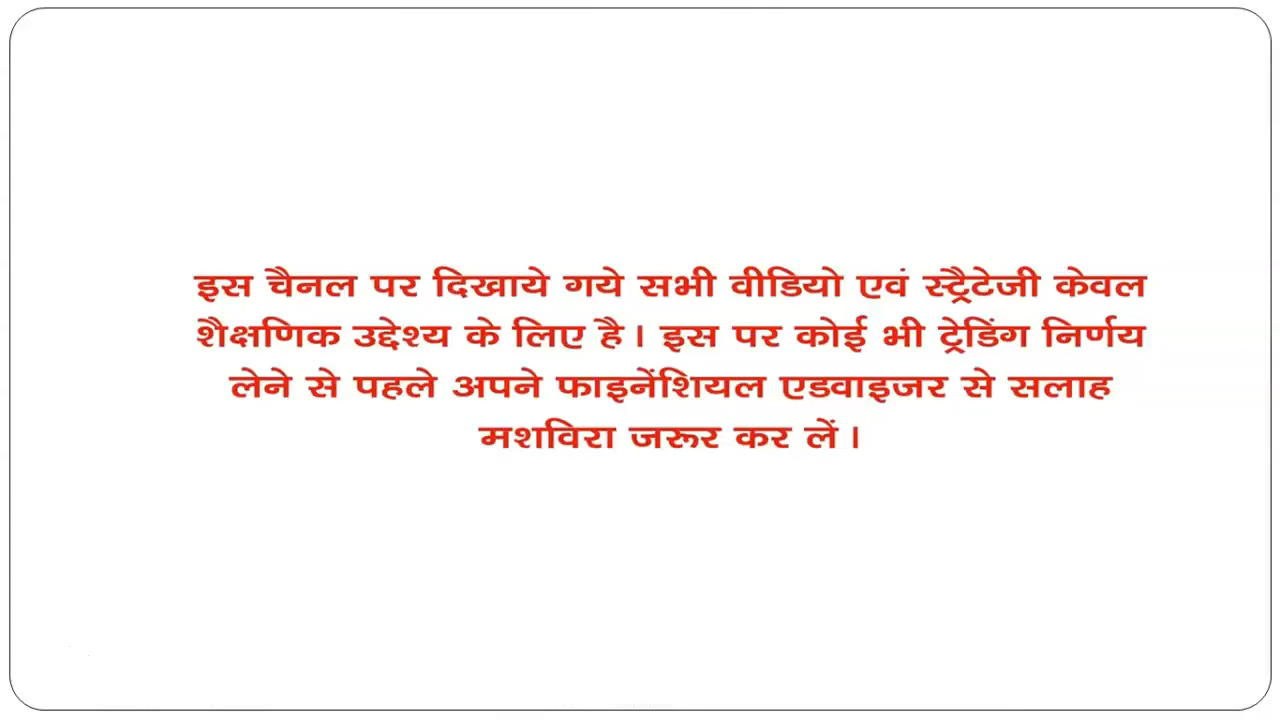 इस चैनल पर दिखाये गये सभी वीडियो एवं स्ट्रैटेजी केवल
शैक्षणिक उद्देश्य के लिए है। इस पर कोई भी ट्रेडिंग निर्णय
लेने से पहले अपने फाइनेंशियल एडवाइजर से सलाह
मशविरा जरूर कर लें।